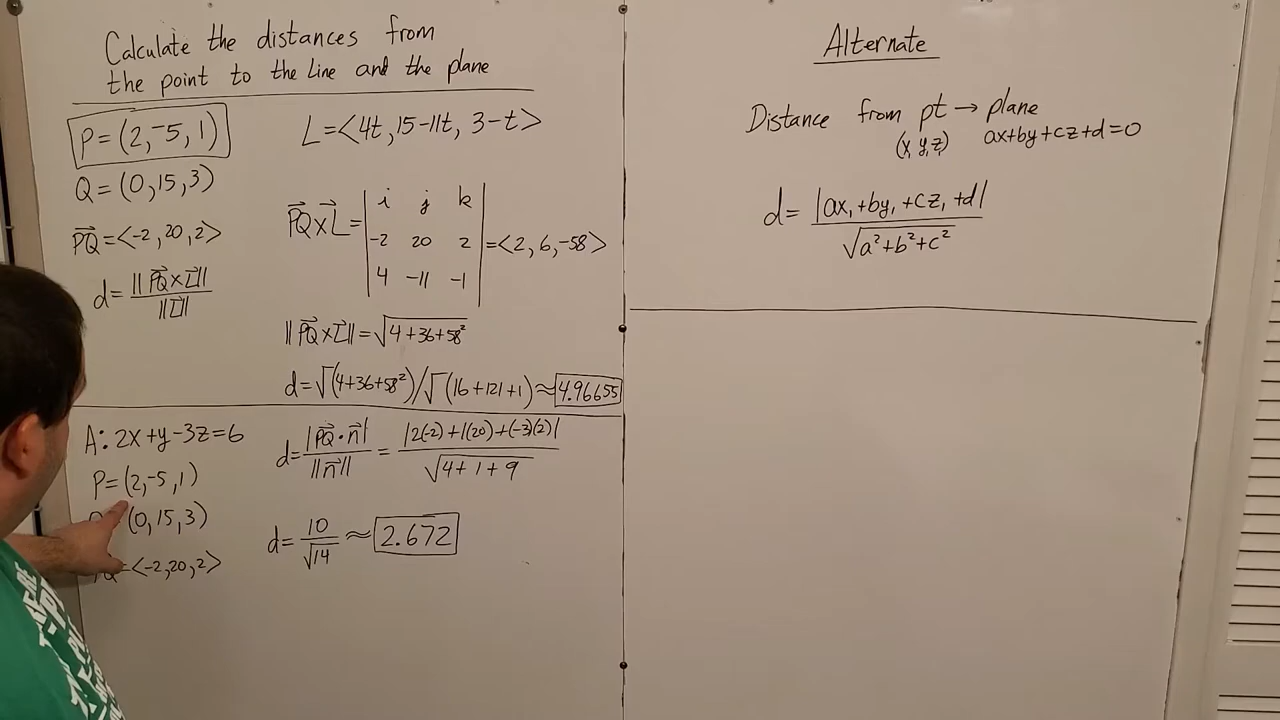 Calculate the distances from
the point to the line and the plane
P = (2, -5, 1)
Q = (0, 15, 3)
PQ = <-2, 20, 2>
d = ||PQ × L|| / ||L||
L = <4t, 15-11t, 3-t>
PQ × L = | i j k |
| -2 20 2 | = <2, 6, -58>
| 4 -11 -1 |
||PQ × L|| = √(4+36+58²)
d = √(4+36+58²) / √(16+121+1) ≈ 4.96655
A: 2x+y-3z=6
P = (2, -5, 1)
(0, 15, 3)
= <-2, 20, 2>
d = |PQ · n| / ||n|| = |2(-2)+1(20)+(-3)(2)| / √(4+1+9)
d = 10 / √14 ≈ 2.672
Alternate
Distance from pt → plane
(x₁ y₁ z₁) ax+by+cz+d=0
d = |ax₁+by₁+cz₁+d| / √(a²+b²+c²)